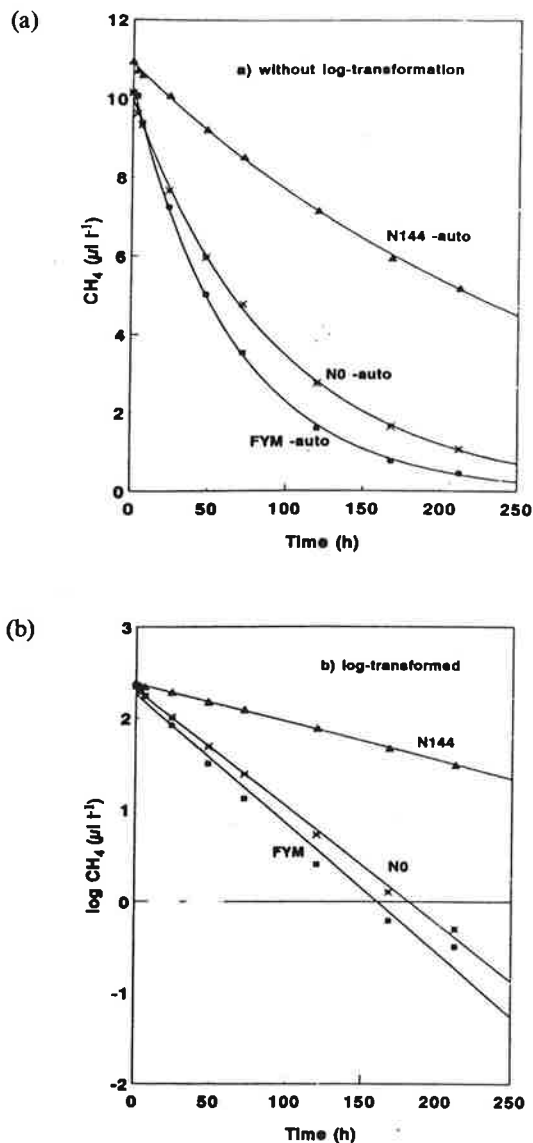 (a)
12
a) without log-transformation
10
8
CH₄ (µl l⁻¹)
N144 -auto
6
4
N0 -auto
FYM -auto
2
0
0 50 100 150 200 250
Time (h)
(b)
3
b) log-transformed
2
N144
log CH₄ (µl l⁻¹)
1
FYM
N0
0
-1
-2
0 50 100 150 200 250
Time (h)